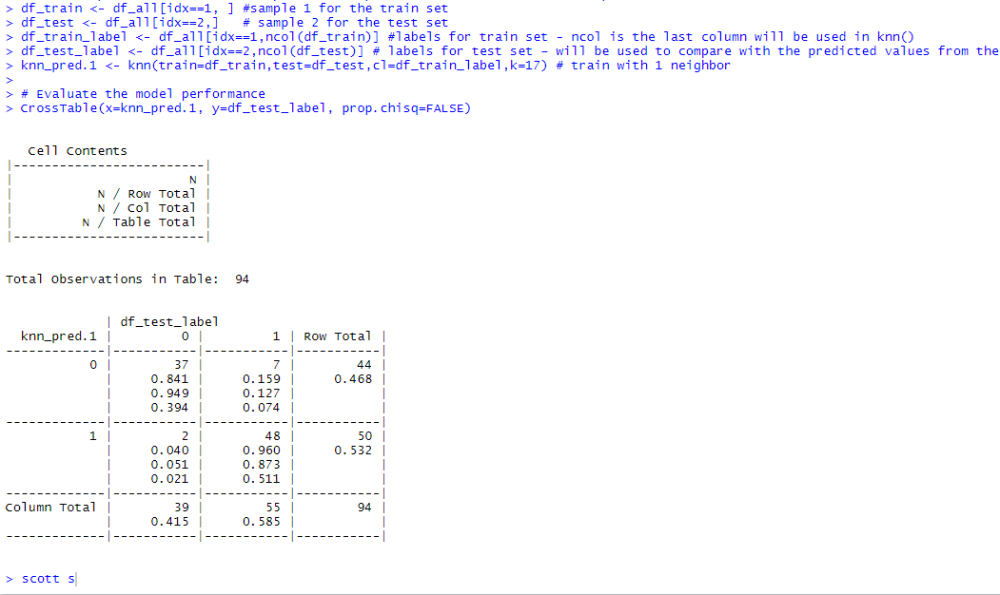 > df_train <- df_all[idx==1, ] #sample 1 for the train set
> df_test <- df_all[idx==2,]   # sample 2 for the test set
> df_train_label <- df_all[idx==1,ncol(df_train)] #labels for train set - ncol is the last column will be used in knn()
> df_test_label <- df_all[idx==2,ncol(df_test)] # labels for test set - will be used to compare with the predicted values from the
> knn_pred.1 <- knn(train=df_train,test=df_test,cl=df_train_label,k=17) # train with 1 neighbor
>
> # Evaluate the model performance
> CrossTable(x=knn_pred.1, y=df_test_label, prop.chisq=FALSE)
Cell Contents
|-------------------------|
|                       N |
|           N / Row Total |
|           N / Col Total |
|         N / Table Total |
|-------------------------|
Total Observations in Table:  94
             | df_test_label
  knn_pred.1 |         0 |         1 | Row Total |
-------------|-----------|-----------|-----------|
           0 |        37 |         7 |        44 |
             |     0.841 |     0.159 |     0.468 |
             |     0.949 |     0.127 |           |
             |     0.394 |     0.074 |           |
-------------|-----------|-----------|-----------|
           1 |         2 |        48 |        50 |
             |     0.040 |     0.960 |     0.532 |
             |     0.051 |     0.873 |           |
             |     0.021 |     0.511 |           |
-------------|-----------|-----------|-----------|
Column Total |        39 |        55 |        94 |
             |     0.415 |     0.585 |           |
-------------|-----------|-----------|-----------|
> scott s